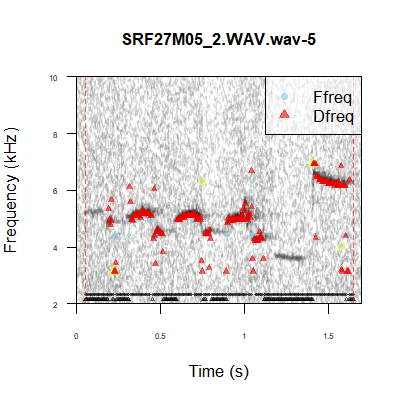 SRF27M05_2.WAV.wav-5
Ffreq
Dfreq
Frequency (kHz)
10
8
6
4
2
0
0.5
1
1.5
Time (s)